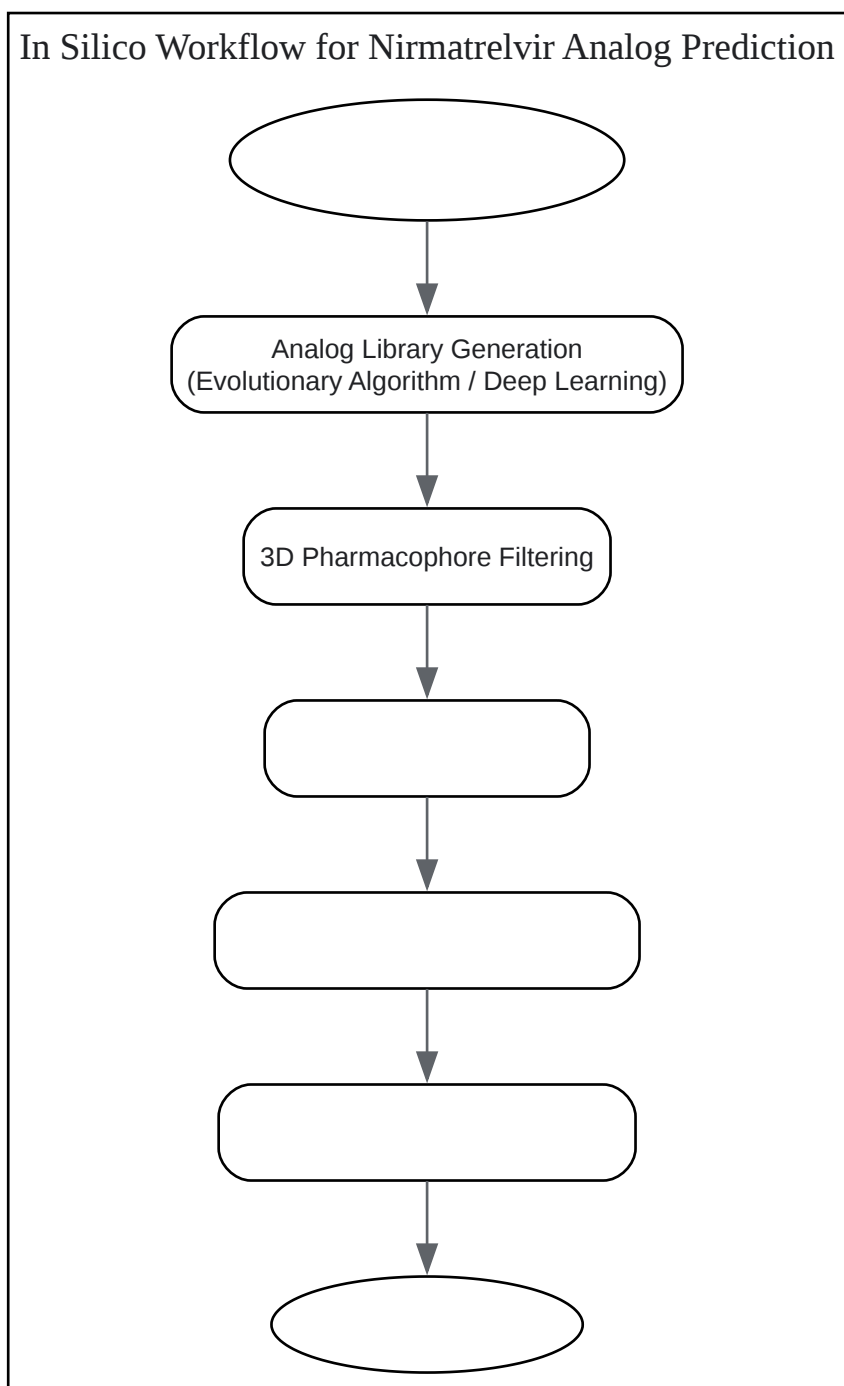 In Silico Workflow for Nirmatrelvir Analog Prediction
Analog Library Generation
(Evolutionary Algorithm / Deep Learning)
3D Pharmacophore Filtering